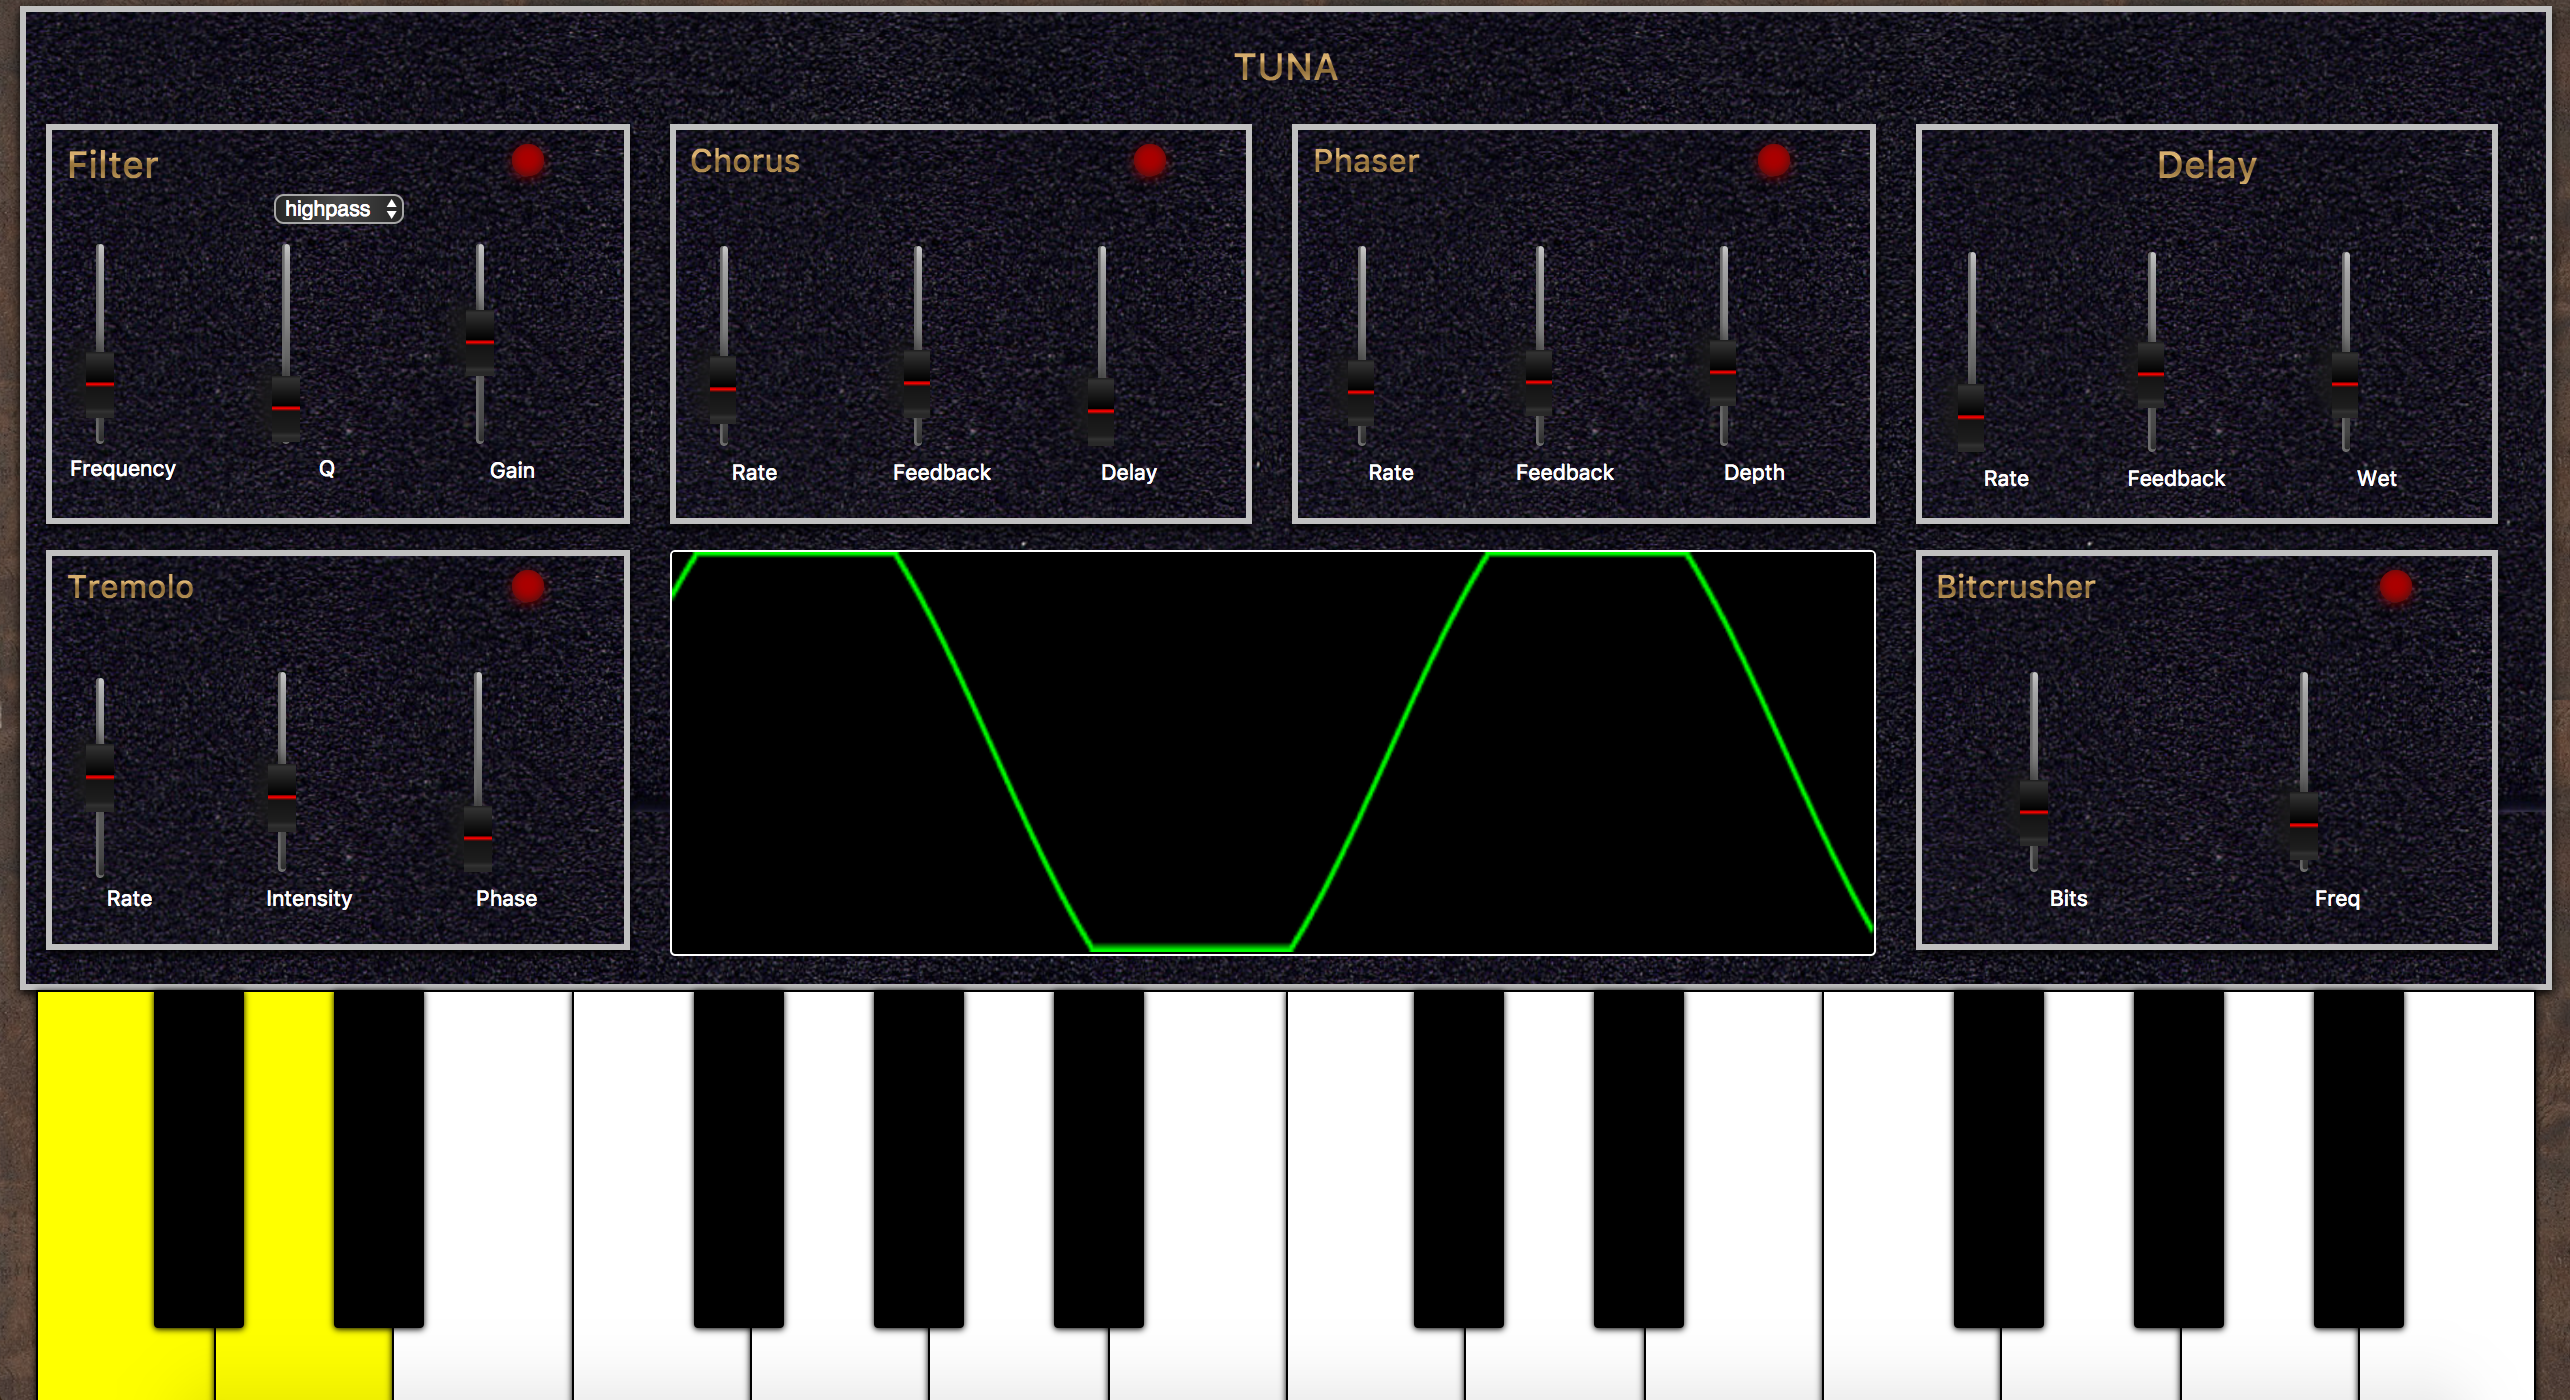 TUNA
Filter
highpass
Frequency Q Gain
Chorus
Rate Feedback Delay
Phaser
Rate Feedback Depth
Delay
Rate Feedback Wet
Tremolo
Rate Intensity Phase
Bitcrusher
Bits Freq